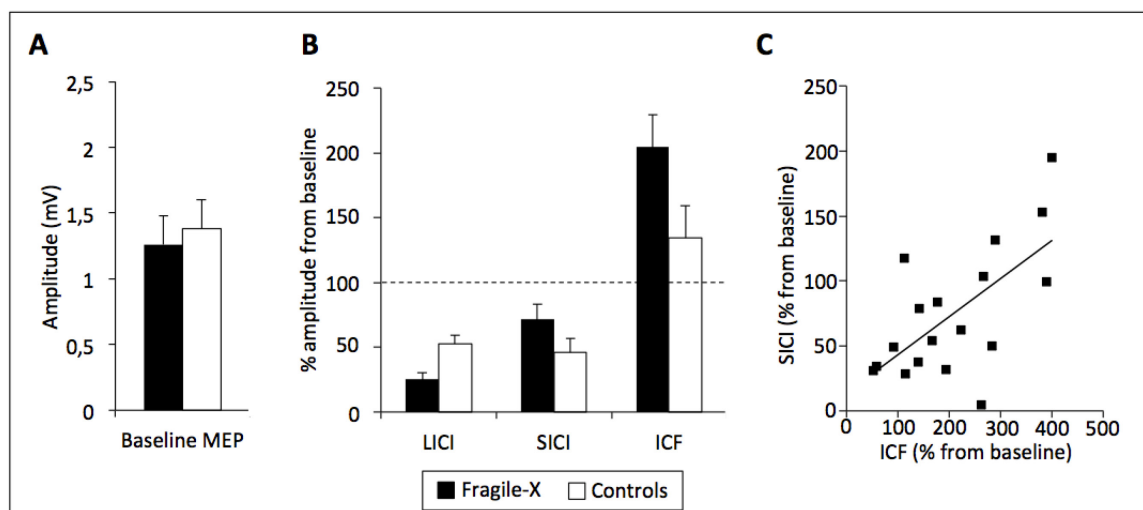 A
Amplitude (mV)
2,5
2
1,5
1
0,5
0
Baseline MEP
B
% amplitude from baseline
250
200
150
100
50
0
LICI SICI ICF
Fragile-X Controls
C
SICI (% from baseline)
250
200
150
100
50
0
0 100 200 300 400 500
ICF (% from baseline)